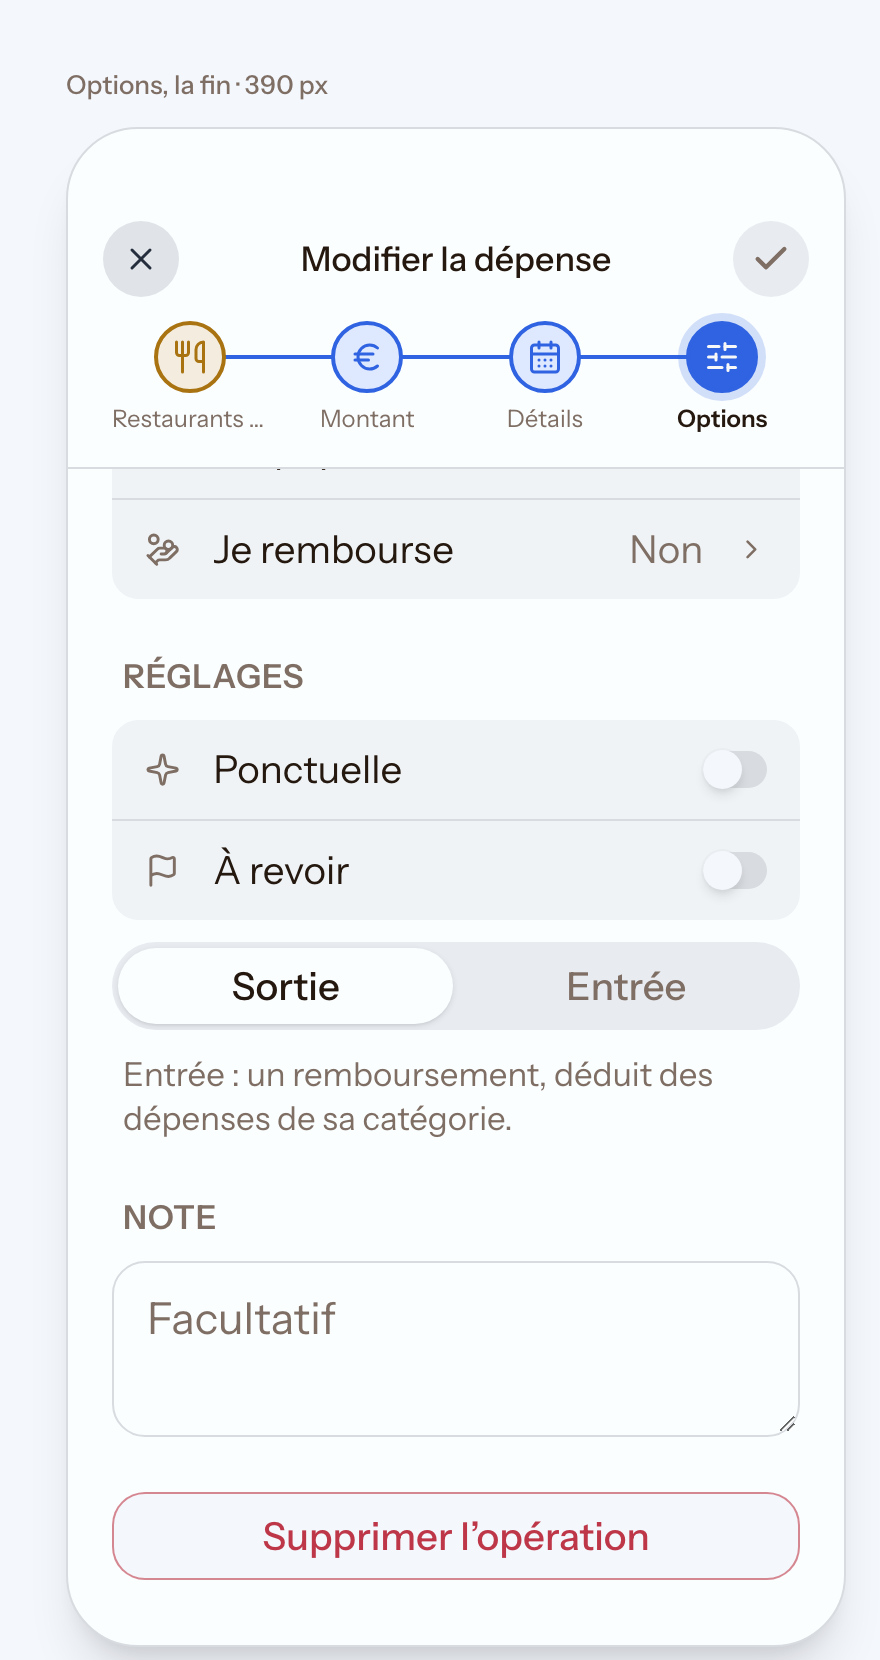 Options, la fin · 390 px
Modifier la dépense
Restaurants ...
Montant
Détails
Options
Je rembourse
Non
RÉGLAGES
Ponctuelle
À revoir
Sortie
Entrée
Entrée : un remboursement, déduit des
dépenses de sa catégorie.
NOTE
Facultatif
Supprimer l’opération